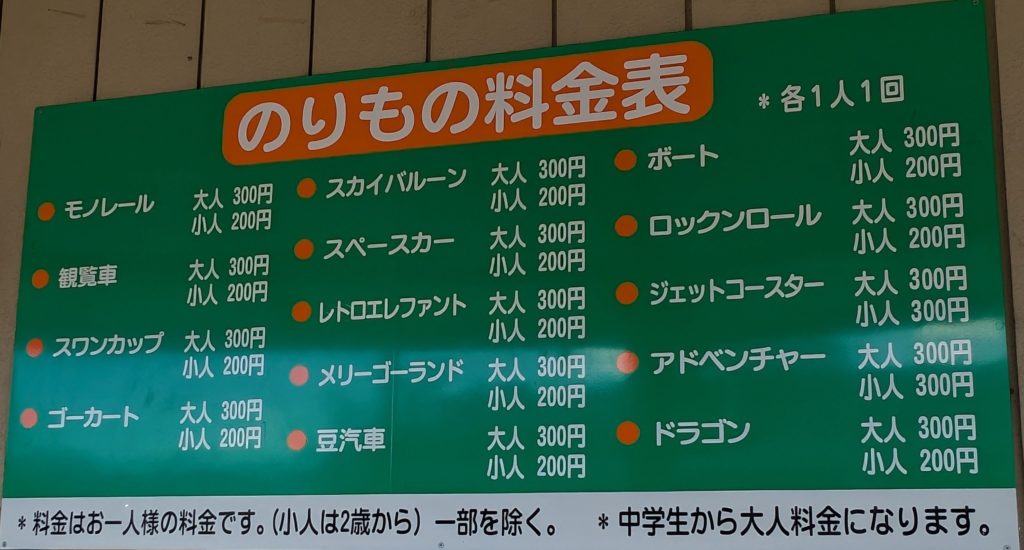 のりもの料金表
＊各1人1回
●モノレール 大人 300円
小人 200円
●観覧車 大人 300円
小人 200円
●スワンカップ 大人 300円
小人 200円
●ゴーカート 大人 300円
小人 200円
●スカイバルーン 大人 300円
小人 200円
●スペースカー 大人 300円
小人 200円
●レトロエレファント 大人 300円
小人 200円
●メリーゴーランド 大人 300円
小人 200円
●豆汽車 大人 300円
小人 200円
●ボート 大人 300円
小人 200円
●ロックンロール 大人 300円
小人 200円
●ジェットコースター 大人 300円
小人 300円
●アドベンチャー 大人 300円
小人 300円
●ドラゴン 大人 300円
小人 200円
＊料金はお一人様の料金です。(小人は2歳から) 一部を除く。 ＊中学生から大人料金になります。